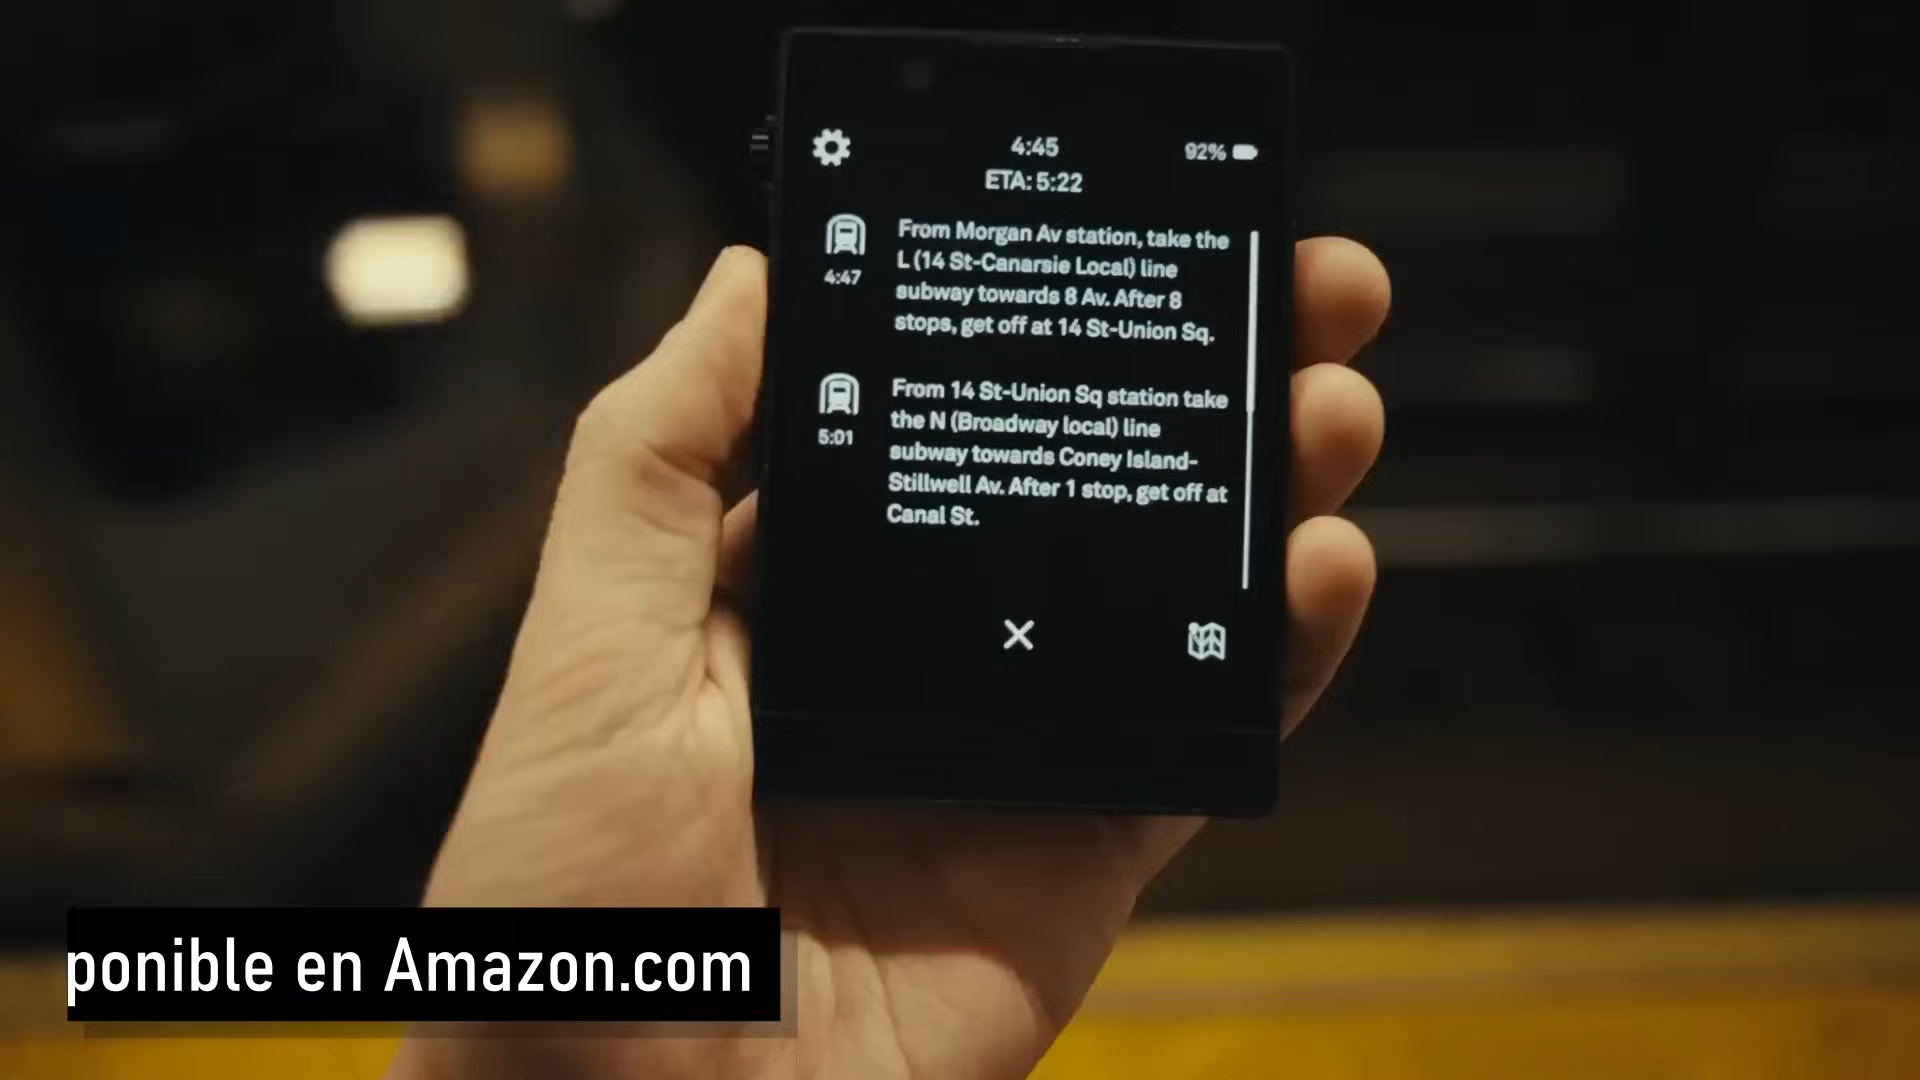 4:45
92%
ETA: 5:22
From Morgan Av station, take the
L (14 St-Canarsie Local) line
subway towards 8 Av. After 8
stops, get off at 14 St-Union Sq.
4:47
From 14 St-Union Sq station take
the N (Broadway local) line
subway towards Coney Island-
Stillwell Av. After 1 stop, get off at
Canal St.
5:01
ponible en Amazon.com